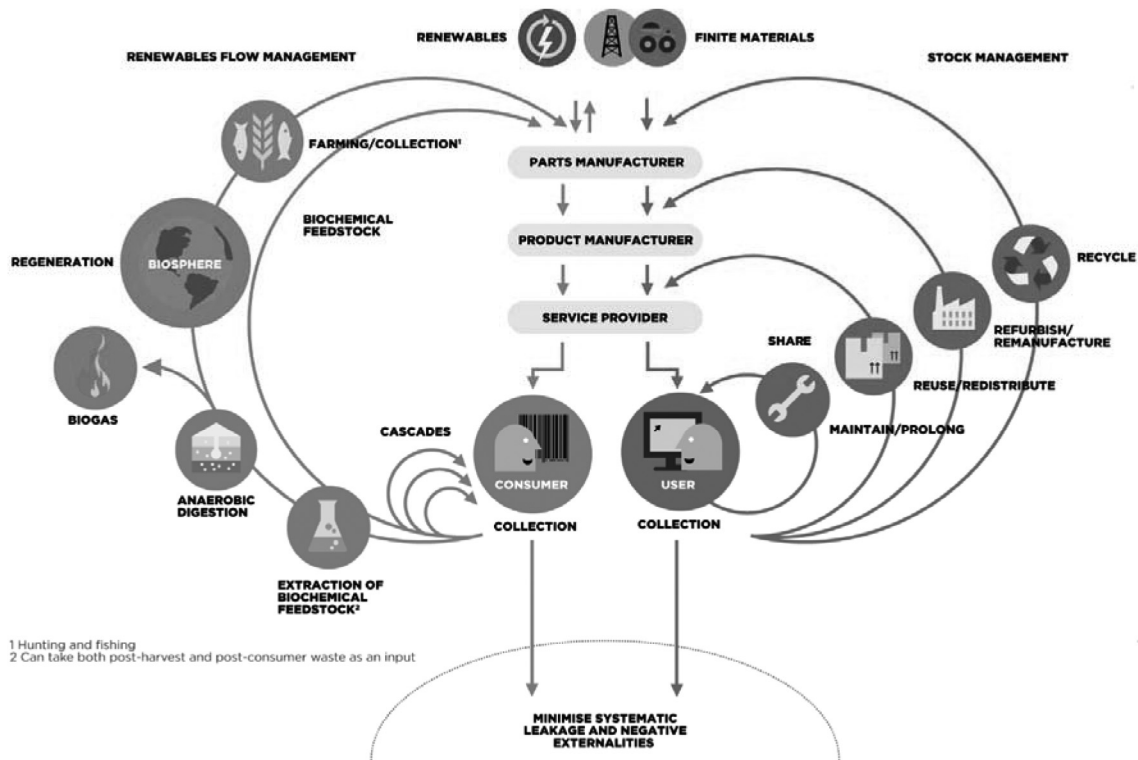 RENEWABLES
FINITE MATERIALS
RENEWABLES FLOW MANAGEMENT
STOCK MANAGEMENT
FARMING/COLLECTION¹
PARTS MANUFACTURER
BIOCHEMICAL
FEEDSTOCK
PRODUCT MANUFACTURER
REGENERATION
BIOSPHERE
RECYCLE
SERVICE PROVIDER
REFURBISH/
REMANUFACTURE
SHARE
REUSE/REDISTRIBUTE
BIOGAS
MAINTAIN/PROLONG
CASCADES
CONSUMER
USER
ANAEROBIC
DIGESTION
COLLECTION
COLLECTION
EXTRACTION OF
BIOCHEMICAL
FEEDSTOCK²
1 Hunting and fishing
2 Can take both post-harvest and post-consumer waste as an input
MINIMISE SYSTEMATIC
LEAKAGE AND NEGATIVE
EXTERNALITIES